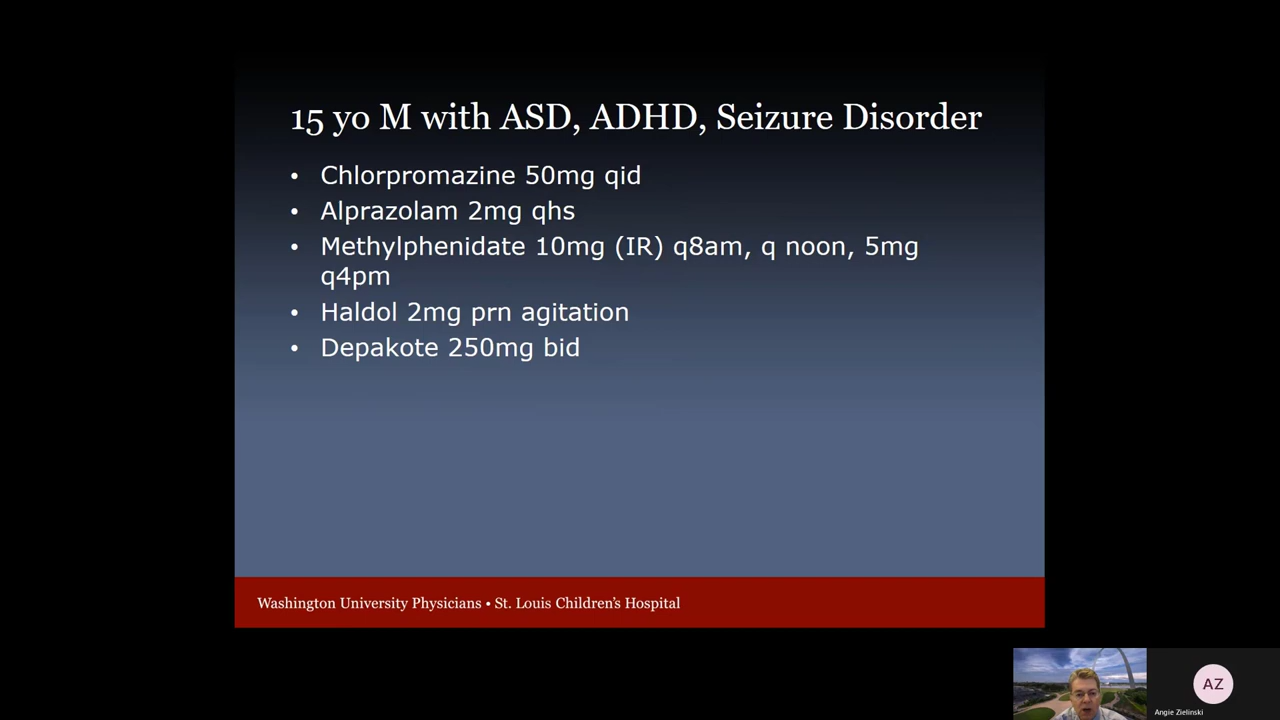 15 yo M with ASD, ADHD, Seizure Disorder
• Chlorpromazine 50mg qid
• Alprazolam 2mg qhs
• Methylphenidate 10mg (IR) q8am, q noon, 5mg
q4pm
• Haldol 2mg prn agitation
• Depakote 250mg bid
Washington University Physicians • St. Louis Children's Hospital
AZ
Angie Zielinski